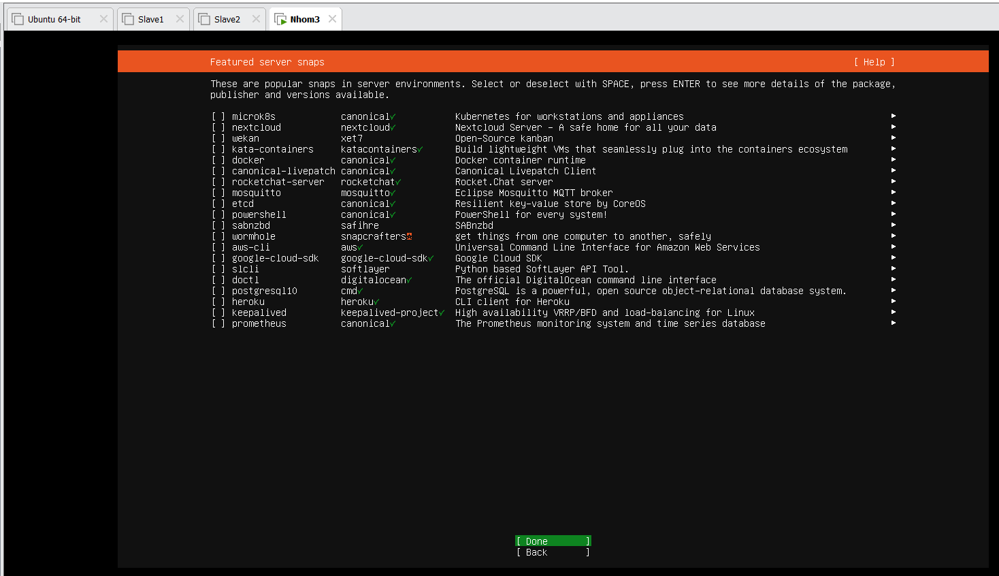 Ubuntu 64-bit Slave1 Slave2 Nhom3
Featured server snaps [ Help ]
These are popular snaps in server environments. Select or deselect with SPACE, press ENTER to see more details of the package,
publisher and versions available.
[ ] microk8s canonical✓ Kubernetes for workstations and appliances ▸
[ ] nextcloud nextcloud✓ Nextcloud Server - A safe home for all your data ▸
[ ] wekan xet7 Open-Source kanban ▸
[ ] kata-containers katacontainers✓ Build lightweight VMs that seamlessly plug into the containers ecosystem ▸
[ ] docker canonical✓ Docker container runtime ▸
[ ] canonical-livepatch canonical✓ Canonical Livepatch Client ▸
[ ] rocketchat-server rocketchat✓ Rocket.Chat server ▸
[ ] mosquitto mosquitto✓ Eclipse Mosquitto MQTT broker ▸
[ ] etcd canonical✓ Resilient key-value store by CoreOS ▸
[ ] powershell canonical✓ PowerShell for every system! ▸
[ ] sabnzbd safihre SABnzbd ▸
[ ] wormhole snapcrafters get things from one computer to another, safely ▸
[ ] aws-cli aws✓ Universal Command Line Interface for Amazon Web Services ▸
[ ] google-cloud-sdk google-cloud-sdk✓ Google Cloud SDK ▸
[ ] slcli softlayer Python based SoftLayer API Tool. ▸
[ ] doctl digitalocean✓ The official DigitalOcean command line interface ▸
[ ] postgresql10 cmd✓ PostgreSQL is a powerful, open source object-relational database system. ▸
[ ] heroku heroku✓ CLI client for Heroku ▸
[ ] keepalived keepalived-project✓ High availability VRRP/BFD and load-balancing for Linux ▸
[ ] prometheus canonical✓ The Prometheus monitoring system and time series database ▸
[ Done ]
[ Back ]